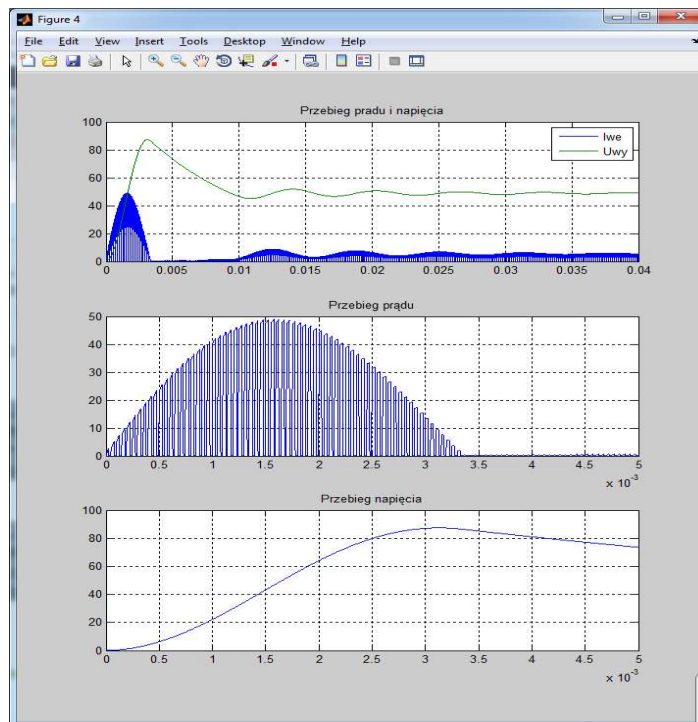 Figure 4
File Edit View Insert Tools Desktop Window Help
Przebieg pradu i napięcia
100
80
60
40
20
0
0 0.005 0.01 0.015 0.02 0.025 0.03 0.035 0.04
Iwe
Uwy
Przebieg prądu
50
40
30
20
10
0
0 0.5 1 1.5 2 2.5 3 3.5 4 4.5 5
x 10⁻³
Przebieg napięcia
100
80
60
40
20
0
0 0.5 1 1.5 2 2.5 3 3.5 4 4.5 5
x 10⁻³